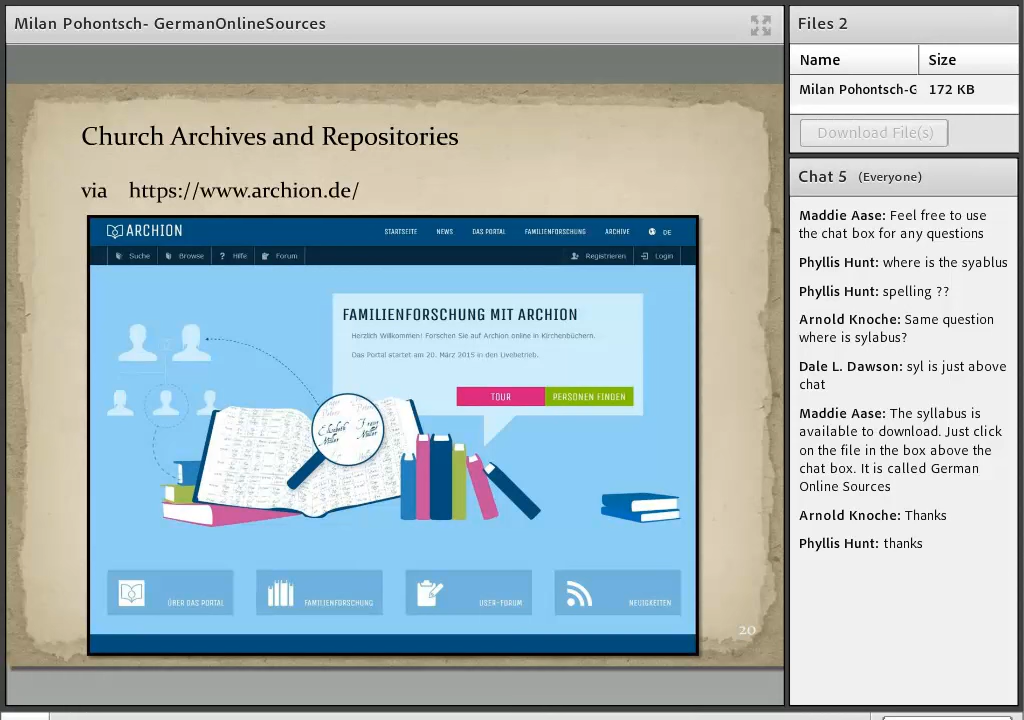 Milan Pohontsch- GermanOnlineSources
Church Archives and Repositories
via https://www.archion.de/
ARCHION
STARTSEITE NEWS DAS PORTAL FAMILIENFORSCHUNG ARCHIVE DE
Suche Browse ? Hilfe Forum Registrieren Login
FAMILIENFORSCHUNG MIT ARCHION
Herzlich Willkommen! Forschen Sie auf Archion online in Kirchenbüchern.
Das Portal startet am 20. März 2015 in den Livebetrieb.
TOUR PERSONEN FINDEN
Elisabeth Franz
Müller Müller
ÜBER DAS PORTAL FAMILIENFORSCHUNG USER-FORUM NEUIGKEITEN
20
Files 2
Name Size
Milan Pohontsch-G 172 KB
Download File(s)
Chat 5 (Everyone)
Maddie Aase: Feel free to use
the chat box for any questions
Phyllis Hunt: where is the syablus
Phyllis Hunt: spelling ??
Arnold Knoche: Same question
where is sylabus?
Dale L. Dawson: syl is just above
chat
Maddie Aase: The syllabus is
available to download. Just click
on the file in the box above the
chat box. It is called German
Online Sources
Arnold Knoche: Thanks
Phyllis Hunt: thanks